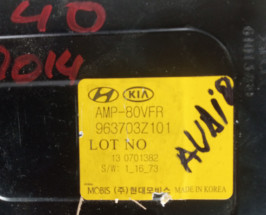 40
2014
HYUNDAI KIA
AMP-80VFR
963703Z101
LOT NO
13 0701382
S/W: 1_16_73
MOBIS (주)현대모비스 MADE IN KOREA